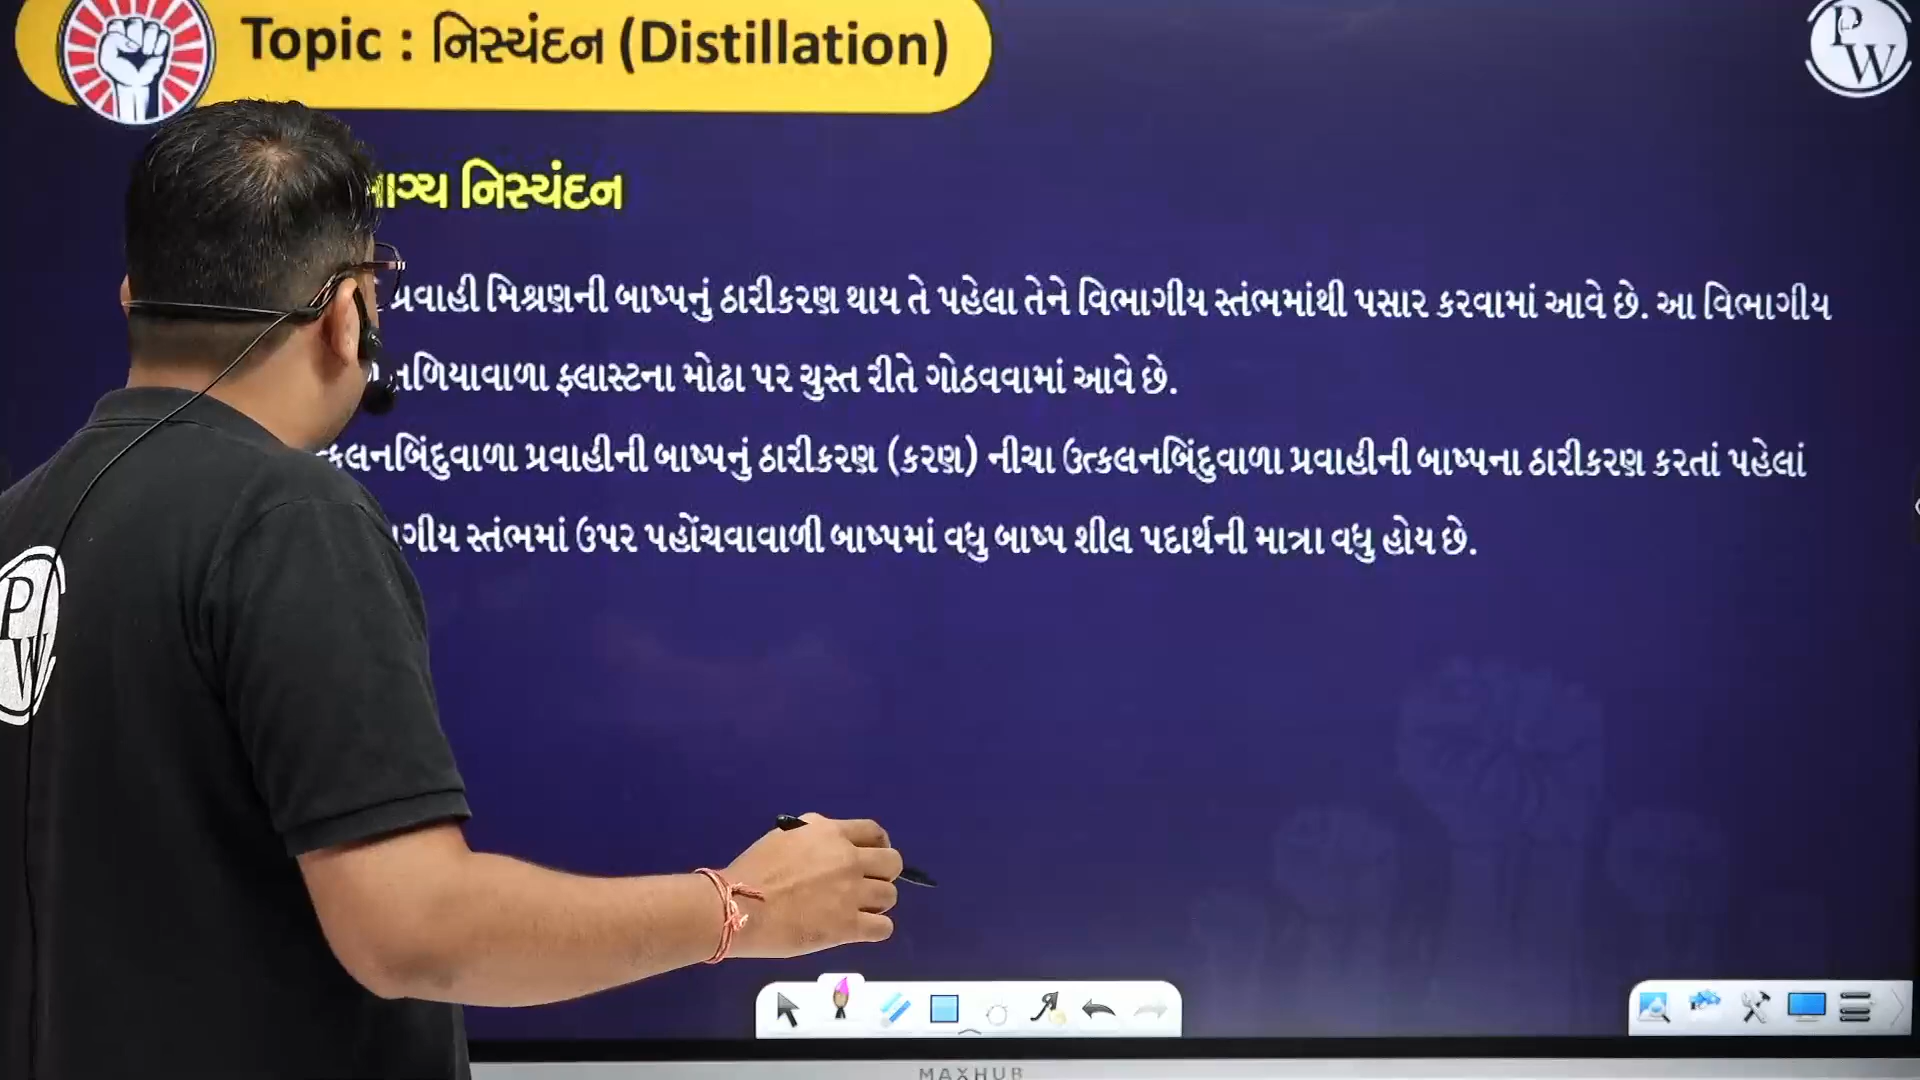 Topic : નિસ્યંદન (Distillation)
PW
નિસ્યંદન
પ્રવાહી મિશ્રણની બાષ્પનું ઠારીકરણ થાય તે પહેલા તેને વિભાગીય સ્તંભમાંથી પસાર કરવામાં આવે છે. આ વિભાગીય
ફ્લાસ્ટના મોઢા પર ચુસ્ત રીતે ગોઠવવામાં આવે છે.
પ્રવાહીની બાષ્પનું ઠારીકરણ (કરણ) નીચા ઉત્કલનબિંદુવાળા પ્રવાહીની બાષ્પના ઠારીકરણ કરતાં પહેલાં
સ્તંભમાં ઉપર પહોંચવાવાળી બાષ્પમાં વધુ બાષ્પ શીલ પદાર્થની માત્રા વધુ હોય છે.
PW
MAXHUB